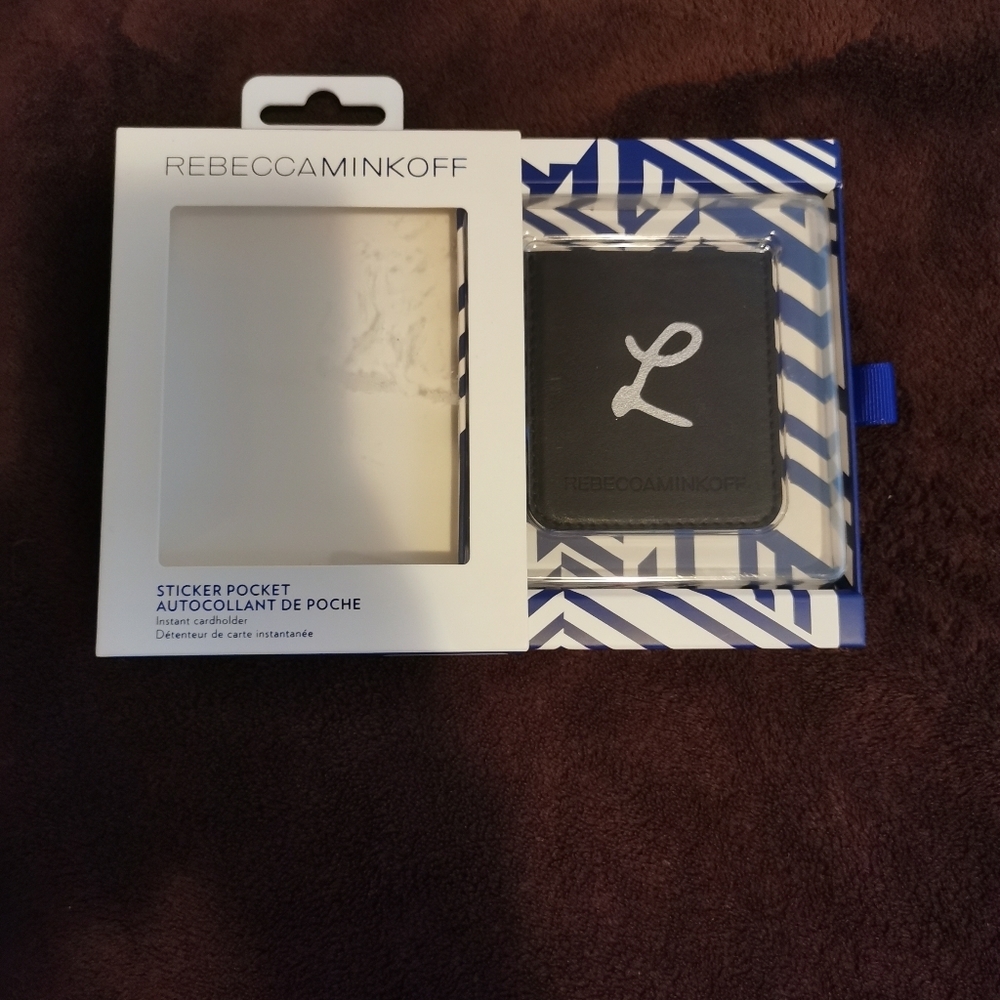 REBECCAMINKOFF
STICKER POCKET
AUTOCOLLANT DE POCHE
Instant cardholder
Détenteur de carte instantanée
L
REBECCAMINKOFF